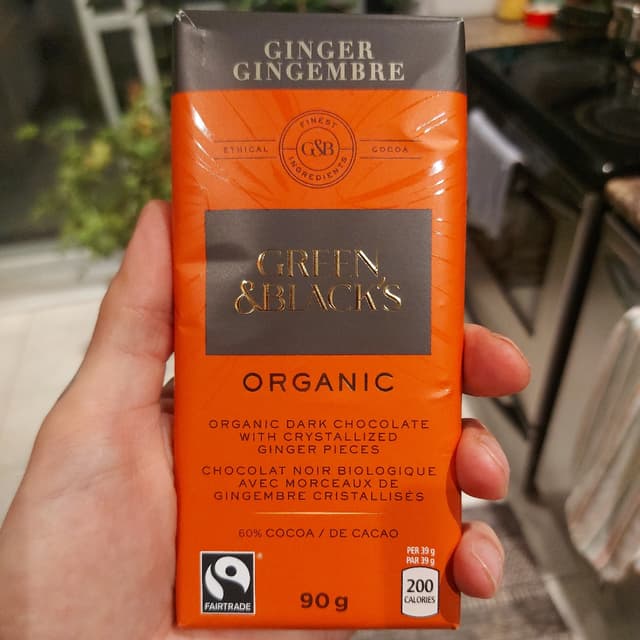 GINGER
GINGEMBRE
FINEST
ETHICAL G&B COCOA
INGREDIENTS
GREEN
&BLACK'S
ORGANIC
ORGANIC DARK CHOCOLATE
WITH CRYSTALLIZED
GINGER PIECES
CHOCOLAT NOIR BIOLOGIQUE
AVEC MORCEAUX DE
GINGEMBRE CRISTALLISÉS
60% COCOA / DE CACAO
PER 39 g
PAR 39 g
200
CALORIES
FAIRTRADE
®
90 g